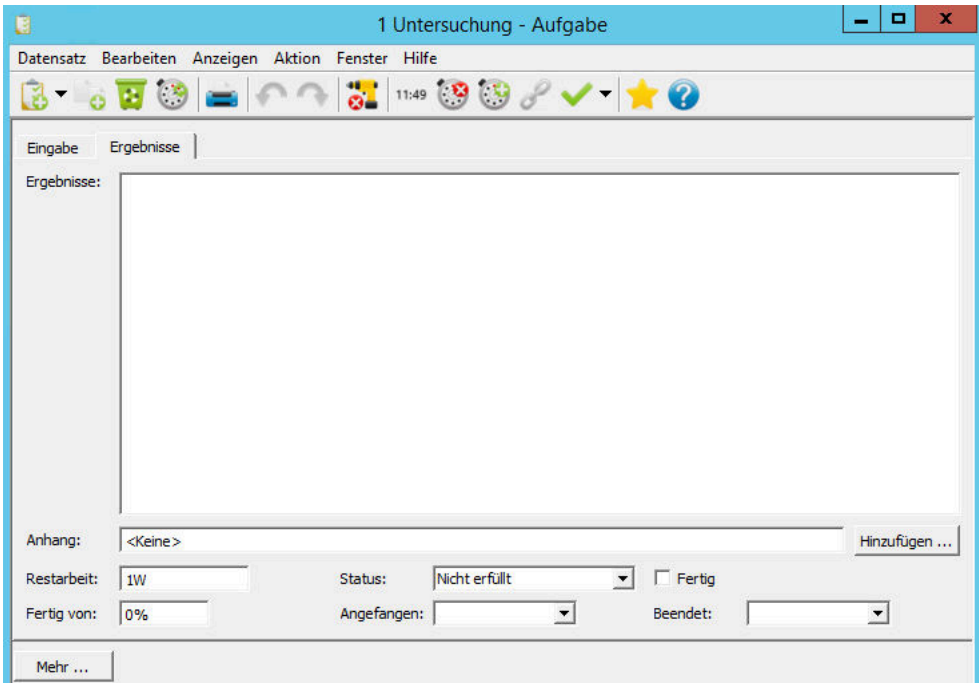 1 Untersuchung - Aufgabe
Datensatz Bearbeiten Anzeigen Aktion Fenster Hilfe
11:49
Eingabe Ergebnisse
Ergebnisse:
Anhang: <Keine> Hinzufügen ...
Restarbeit: 1W Status: Nicht erfüllt Fertig
Fertig von: 0% Angefangen: Beendet:
Mehr ...